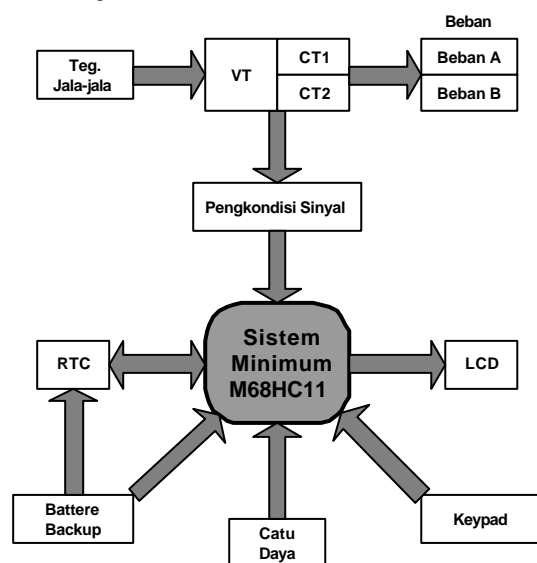 Beban
Teg.
Jala-jala
VT
CT1
CT2
Beban A
Beban B
Pengkondisi Sinyal
RTC
Sistem
Minimum
M68HC11
LCD
Battere
Backup
Catu
Daya
Keypad